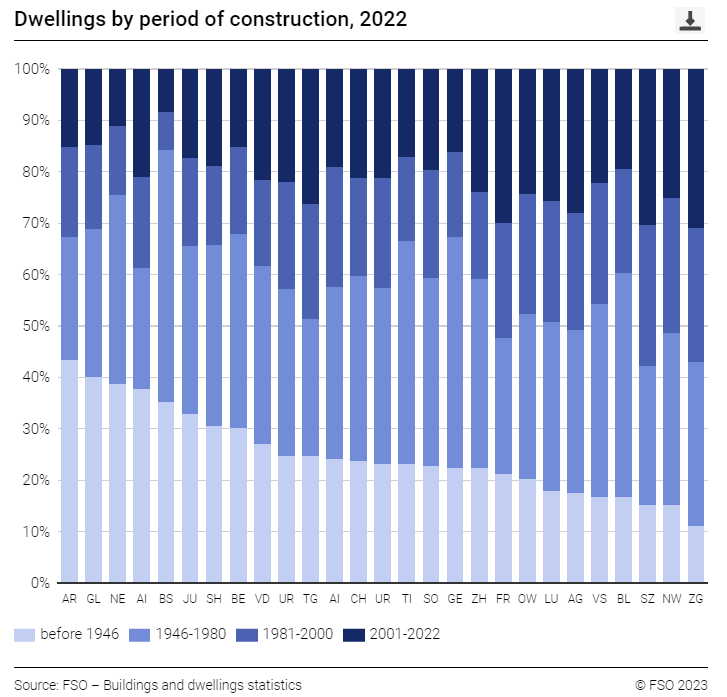 Dwellings by period of construction, 2022
100%
90%
80%
70%
60%
50%
40%
30%
20%
10%
0%
AR GL NE AI BS JU SH BE VD UR TG AI CH UR TI SO GE ZH FR OW LU AG VS BL SZ NW ZG
before 1946 1946-1980 1981-2000 2001-2022
Source: FSO – Buildings and dwellings statistics © FSO 2023